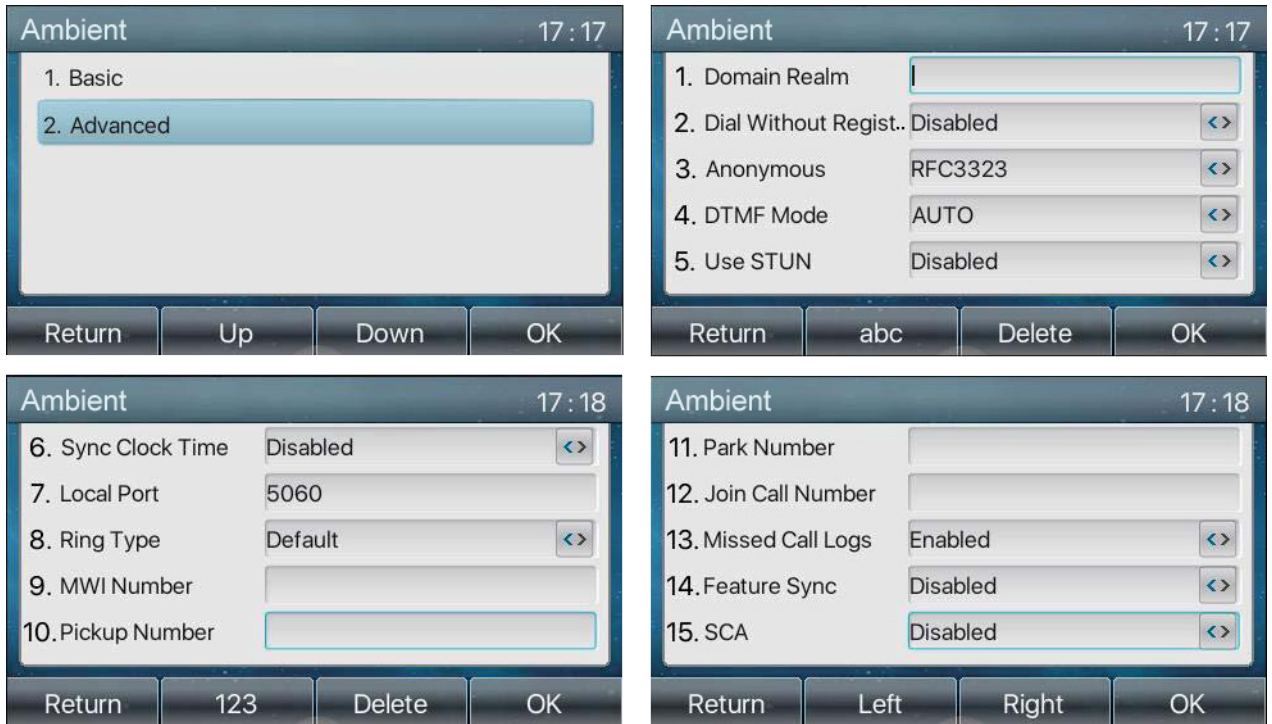 Ambient 17:17
1. Basic
2. Advanced
Return Up Down OK
Ambient 17:17
1. Domain Realm
2. Dial Without Regist.. Disabled <>
3. Anonymous RFC3323 <>
4. DTMF Mode AUTO <>
5. Use STUN Disabled <>
Return abc Delete OK
Ambient 17:18
6. Sync Clock Time Disabled <>
7. Local Port 5060
8. Ring Type Default <>
9. MWI Number
10. Pickup Number
Return 123 Delete OK
Ambient 17:18
11. Park Number
12. Join Call Number
13. Missed Call Logs Enabled <>
14. Feature Sync Disabled <>
15. SCA Disabled <>
Return Left Right OK